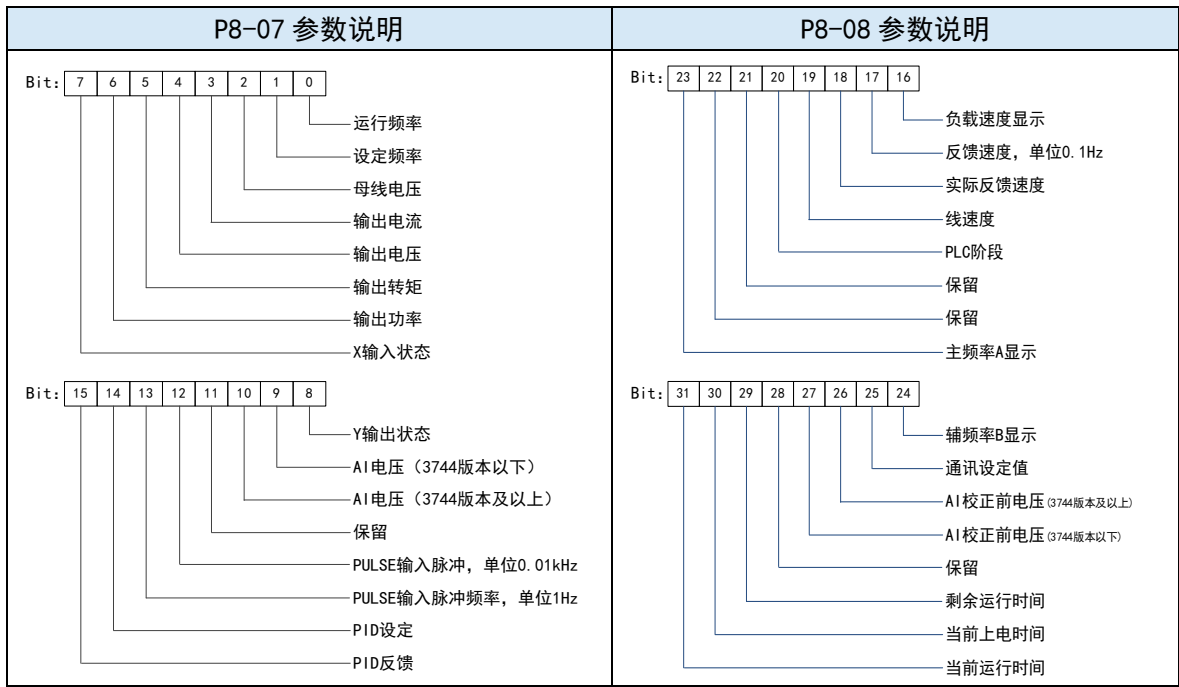 P8-07 参数说明
Bit: 7 6 5 4 3 2 1 0
运行频率
设定频率
母线电压
输出电流
输出电压
输出转矩
输出功率
X输入状态
Bit: 15 14 13 12 11 10 9 8
Y输出状态
AI电压（3744版本以下）
AI电压（3744版本及以上）
保留
PULSE输入脉冲，单位0.01kHz
PULSE输入脉冲频率，单位1Hz
PID设定
PID反馈
P8-08 参数说明
Bit: 23 22 21 20 19 18 17 16
负载速度显示
反馈速度，单位0.1Hz
实际反馈速度
线速度
PLC阶段
保留
保留
主频率A显示
Bit: 31 30 29 28 27 26 25 24
辅频率B显示
通讯设定值
AI校正前电压(3744版本及以上)
AI校正前电压(3744版本以下)
保留
剩余运行时间
当前上电时间
当前运行时间